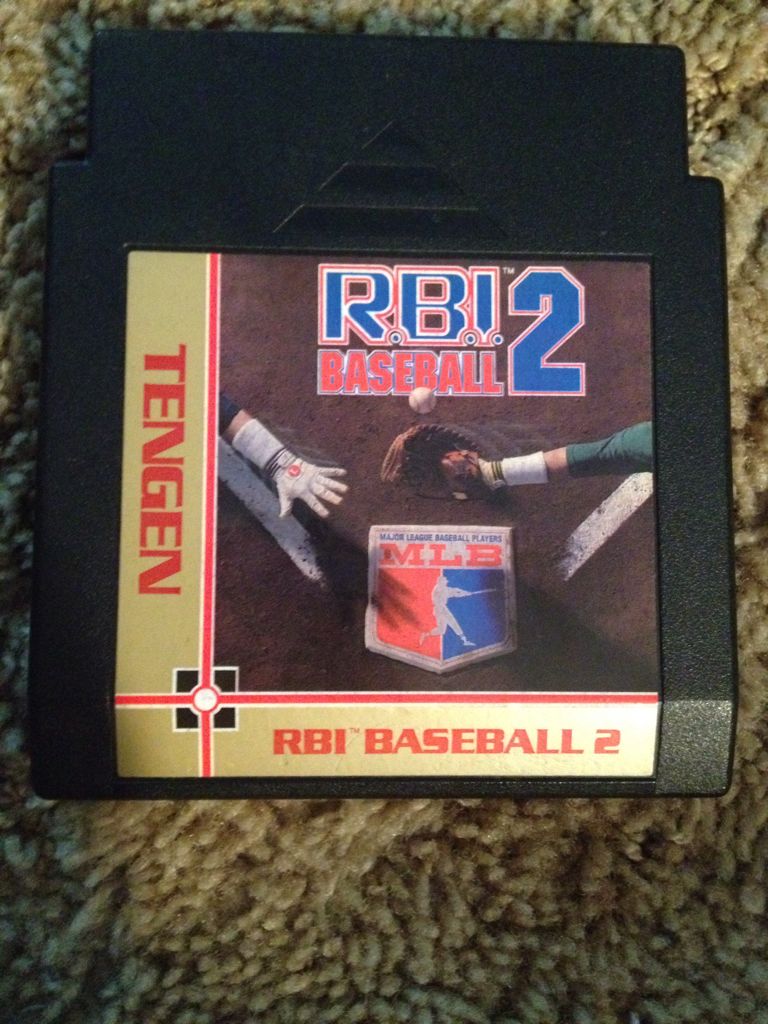 R.B.I.™ 2
BASEBALL
TENGEN
MAJOR LEAGUE BASEBALL PLAYERS
MLB
RBI™ BASEBALL 2